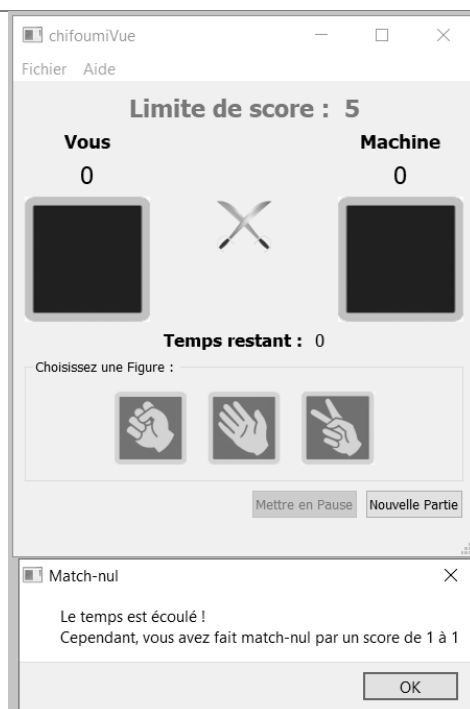 chifoumiVue
Fichier Aide
Limite de score : 5
Vous Machine
0 0
Temps restant : 0
Choisissez une Figure :
Mettre en Pause Nouvelle Partie
Match-nul
Le temps est écoulé !
Cependant, vous avez fait match-nul par un score de 1 à 1
OK